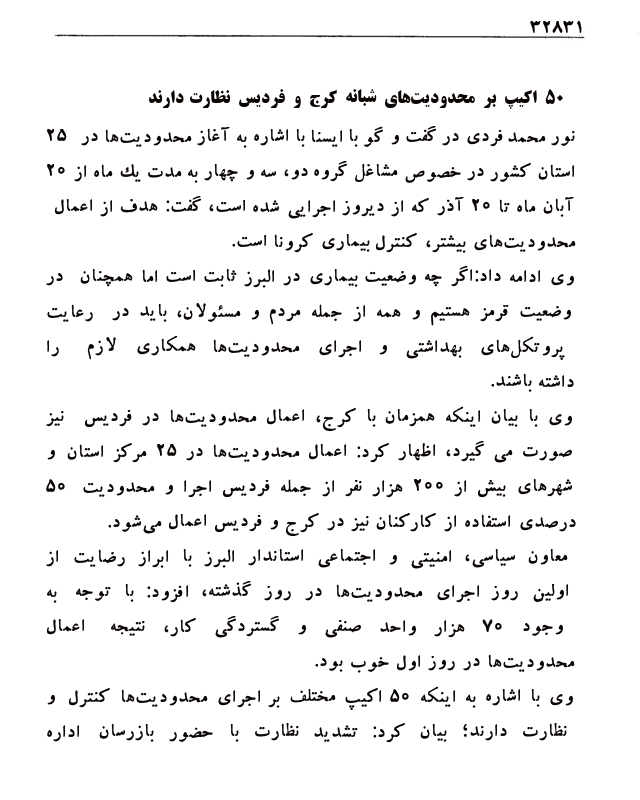 ۳۲۸۳۱
۵۰ اکیپ بر محدودیت‌های شبانه کرج و فردیس نظارت دارند
نور محمد فردی در گفت و گو با ایسنا با اشاره به آغاز محدودیت‌ها در ۲۵
استان کشور در خصوص مشاغل گروه دو، سه و چهار به مدت یك ماه از ۲۰
آبان ماه تا ۲۰ آذر که از دیروز اجرایی شده است، گفت: هدف از اعمال
محدودیت‌های بیشتر، کنترل بیماری کرونا است.
وی ادامه داد:اگر چه وضعیت بیماری در البرز ثابت است اما همچنان در
وضعیت قرمز هستیم و همه از جمله مردم و مسئولان، باید در رعایت
پروتکل‌های بهداشتی و اجرای محدودیت‌ها همکاری لازم را
داشته باشند.
وی با بیان اینکه همزمان با کرج، اعمال محدودیت‌ها در فردیس نیز
صورت می گیرد، اظهار کرد: اعمال محدودیت‌ها در ۲۵ مرکز استان و
شهرهای بیش از ۲۰۰ هزار نفر از جمله فردیس اجرا و محدودیت ۵۰
درصدی استفاده از کارکنان نیز در کرج و فردیس اعمال می‌شود.
معاون سیاسی، امنیتی و اجتماعی استاندار البرز با ابراز رضایت از
اولین روز اجرای محدودیت‌ها در روز گذشته، افزود: با توجه به
وجود ۷۰ هزار واحد صنفی و گستردگی کار، نتیجه اعمال
محدودیت‌ها در روز اول خوب بود.
وی با اشاره به اینکه ۵۰ اکیپ مختلف بر اجرای محدودیت‌ها کنترل و
نظارت دارند؛ بیان کرد: تشدید نظارت با حضور بازرسان اداره